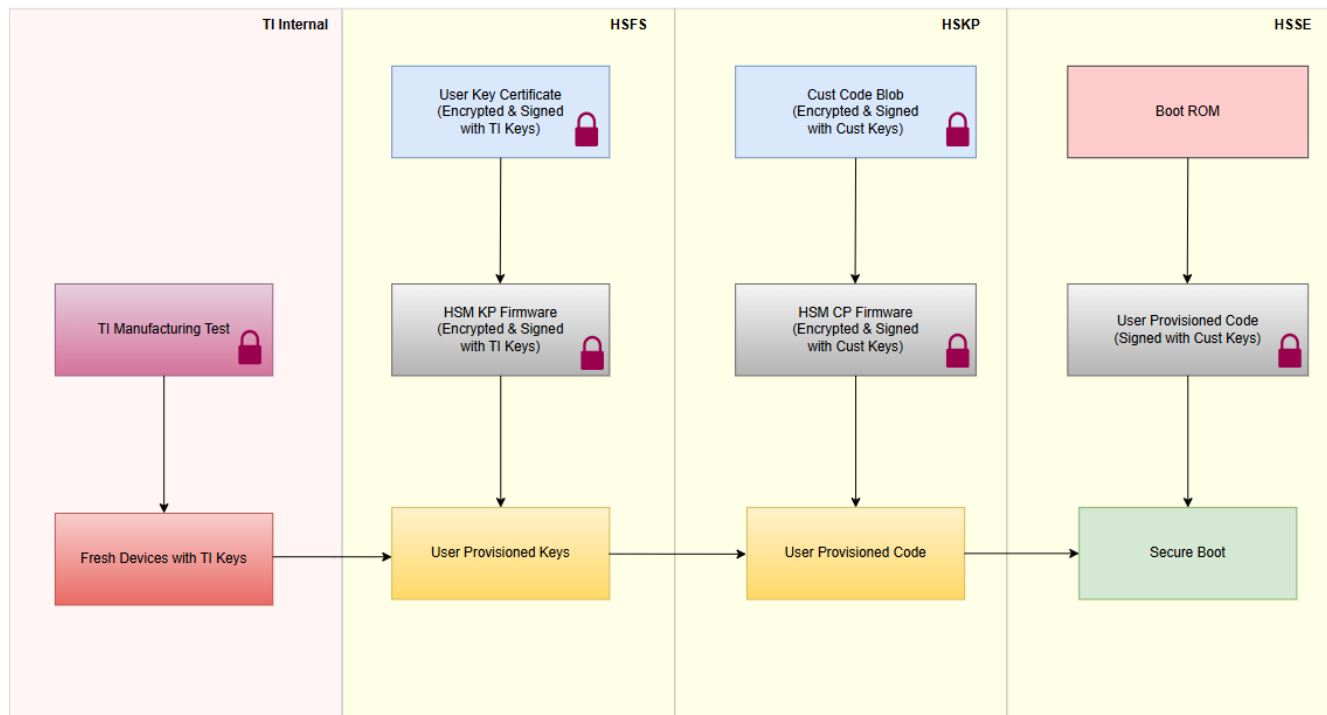 TI Internal
HSFS
HSKP
HSSE
User Key Certificate
(Encrypted & Signed
with TI Keys)
Cust Code Blob
(Encrypted & Signed
with Cust Keys)
Boot ROM
TI Manufacturing Test
HSM KP Firmware
(Encrypted & Signed
with TI Keys)
HSM CP Firmware
(Encrypted & Signed
with Cust Keys)
User Provisioned Code
(Signed with Cust Keys)
Fresh Devices with TI Keys
User Provisioned Keys
User Provisioned Code
Secure Boot